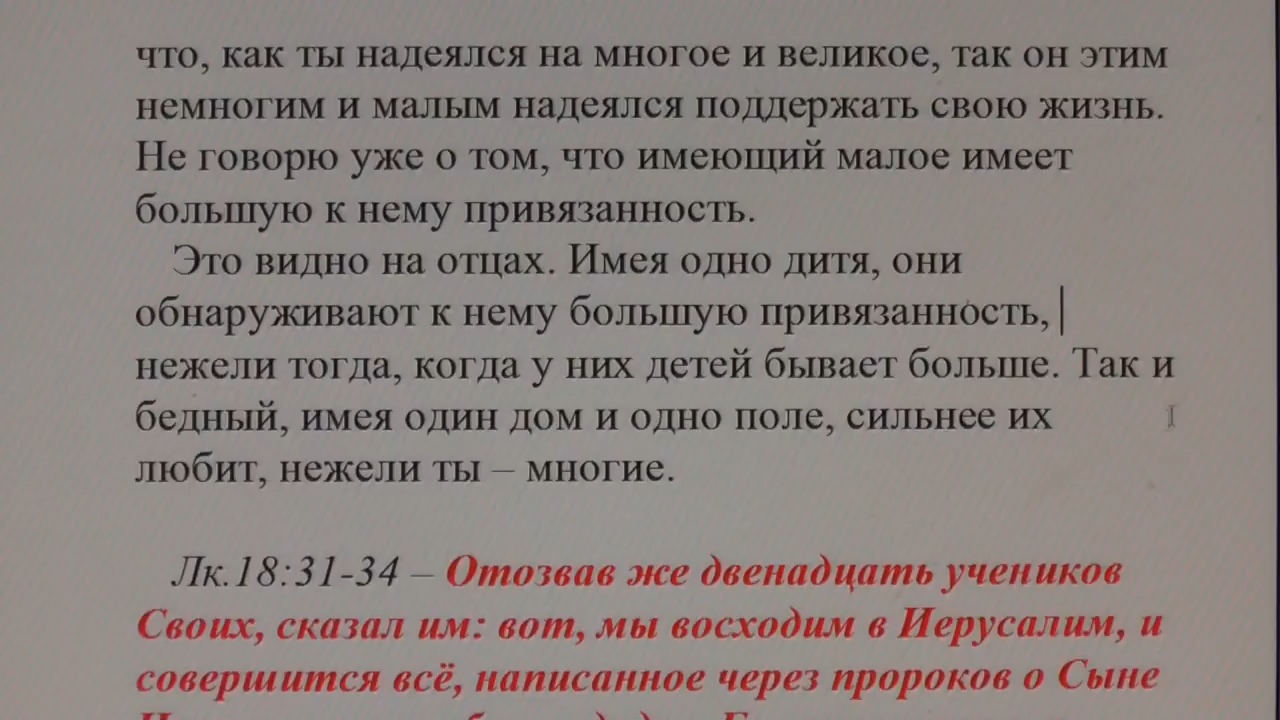 что, как ты надеялся на многое и великое, так он этим
немногим и малым надеялся поддержать свою жизнь.
Не говорю уже о том, что имеющий малое имеет
большую к нему привязанность.
Это видно на отцах. Имея одно дитя, они
обнаруживают к нему большую привязанность,
нежели тогда, когда у них детей бывает больше. Так и
бедный, имея один дом и одно поле, сильнее их
любит, нежели ты – многие.
Лк.18:31-34 – Отозвав же двенадцать учеников
Своих, сказал им: вот, мы восходим в Иерусалим, и
совершится всё, написанное через пророков о Сыне